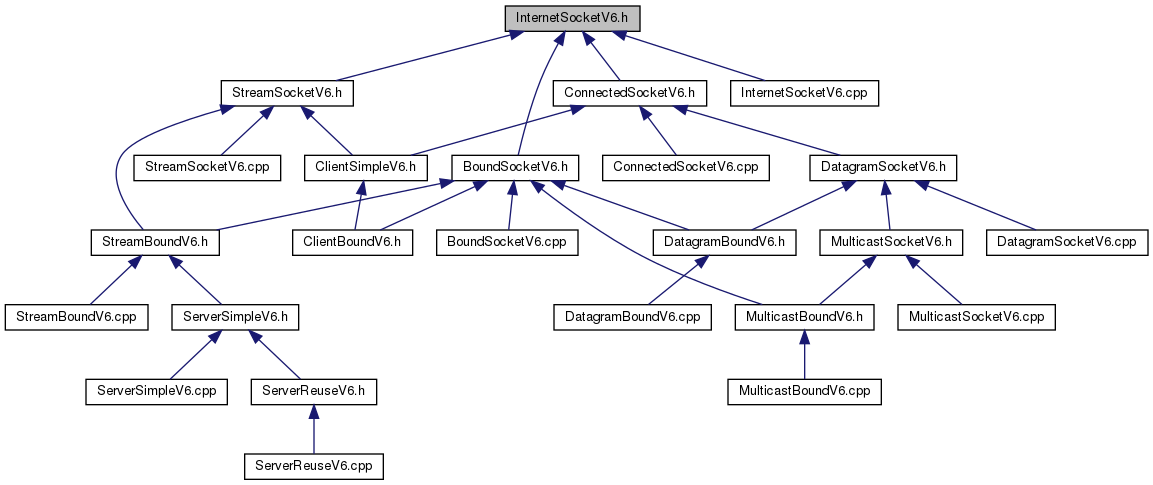 InternetSocketV6.h
StreamSocketV6.h
ConnectedSocketV6.h
InternetSocketV6.cpp
StreamSocketV6.cpp
ClientSimpleV6.h
BoundSocketV6.h
ConnectedSocketV6.cpp
DatagramSocketV6.h
StreamBoundV6.h
ClientBoundV6.h
BoundSocketV6.cpp
DatagramBoundV6.h
MulticastSocketV6.h
DatagramSocketV6.cpp
StreamBoundV6.cpp
ServerSimpleV6.h
DatagramBoundV6.cpp
MulticastBoundV6.h
MulticastSocketV6.cpp
ServerSimpleV6.cpp
ServerReuseV6.h
MulticastBoundV6.cpp
ServerReuseV6.cpp